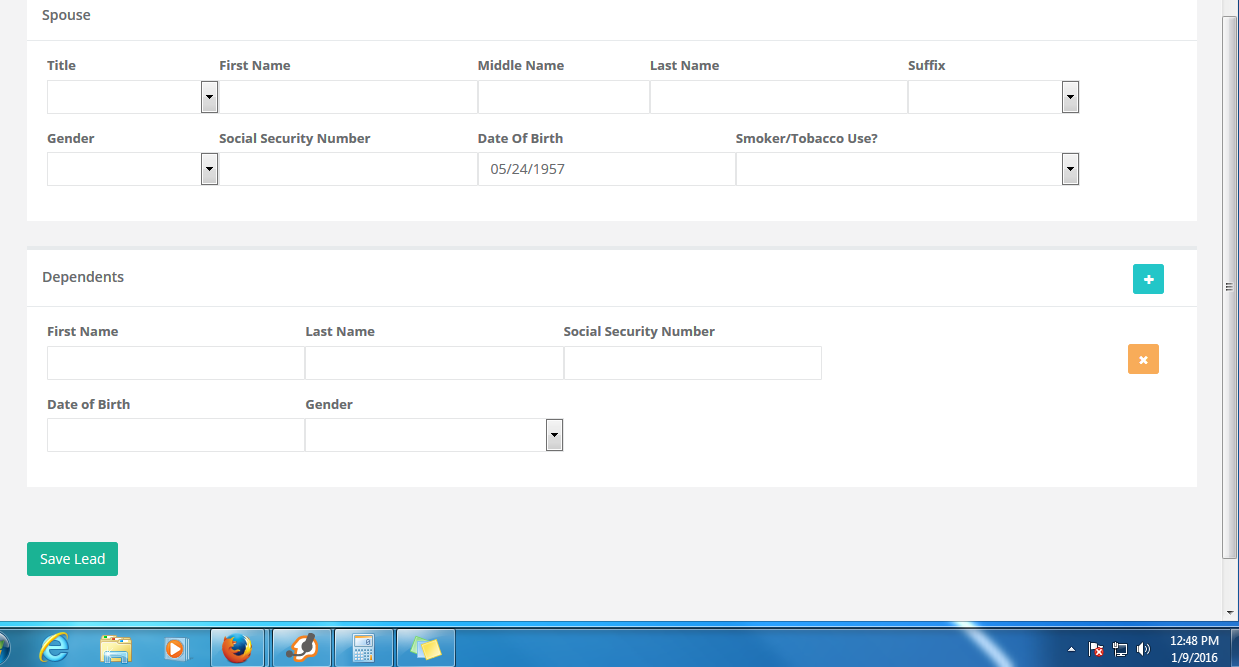 Spouse
Title First Name Middle Name Last Name Suffix
Gender Social Security Number Date Of Birth Smoker/Tobacco Use?
05/24/1957
Dependents
First Name Last Name Social Security Number
Date of Birth Gender
Save Lead
12:48 PM
1/9/2016